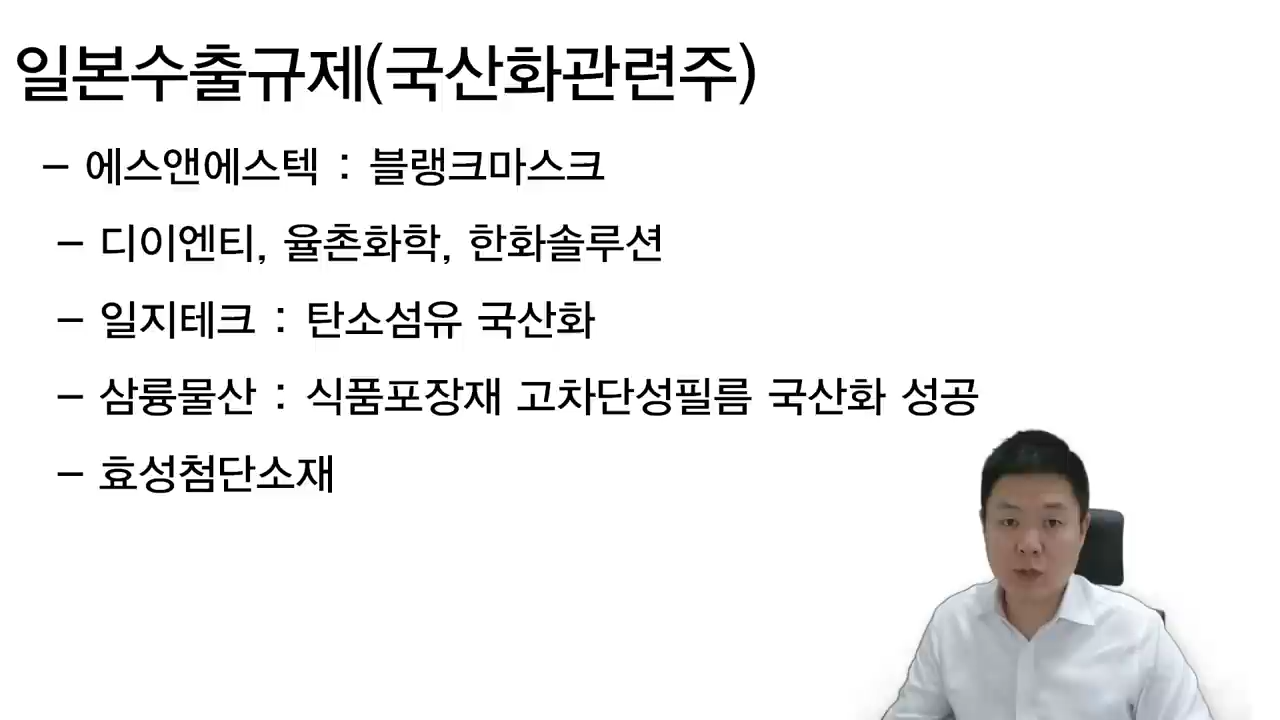 일본수출규제(국산화관련주)
– 에스앤에스텍 : 블랭크마스크
– 디이엔티, 율촌화학, 한화솔루션
– 일지테크 : 탄소섬유 국산화
– 삼륭물산 : 식품포장재 고차단성필름 국산화 성공
– 효성첨단소재